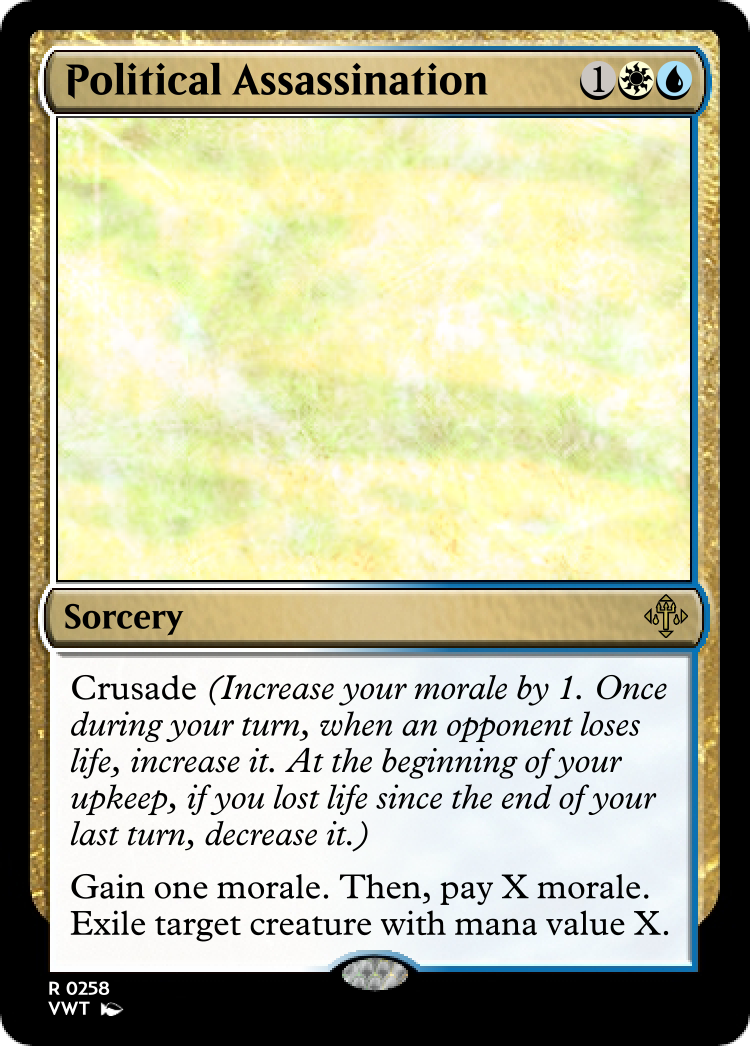 Political Assassination 1
Sorcery
Crusade (Increase your morale by 1. Once
during your turn, when an opponent loses
life, increase it. At the beginning of your
upkeep, if you lost life since the end of your
last turn, decrease it.)
Gain one morale. Then, pay X morale.
Exile target creature with mana value X.
R 0258
VWT